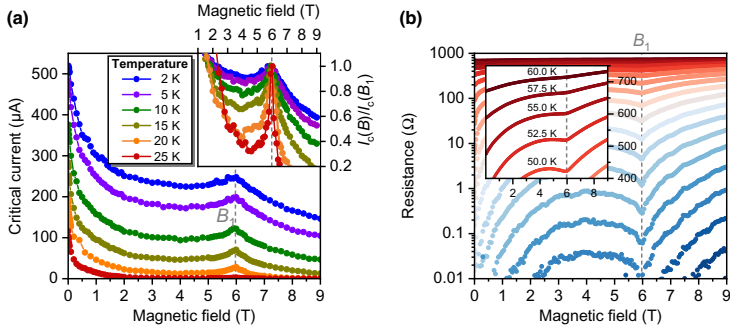 (a)
Magnetic field (T)
1 2 3 4 5 6 7 8 9
Critical current (µA)
500
400
300
200
100
0
Temperature
2 K
5 K
10 K
15 K
20 K
25 K
1.0
0.8
0.6
0.4
0.2
Ic(B)/Ic(B1)
B1
0 1 2 3 4 5 6 7 8 9
Magnetic field (T)
(b)
B1
Resistance (Ω)
1000
100
10
1
0.1
0.01
60.0 K
57.5 K
55.0 K
52.5 K
50.0 K
700
600
500
400
2 4 6 8
0 1 2 3 4 5 6 7 8 9
Magnetic field (T)